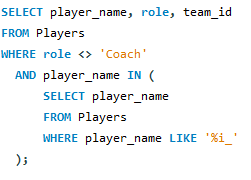 SELECT player_name, role, team_id
FROM Players
WHERE role <> 'Coach'
  AND player_name IN (
      SELECT player_name
      FROM Players
      WHERE player_name LIKE '%i_'
  );